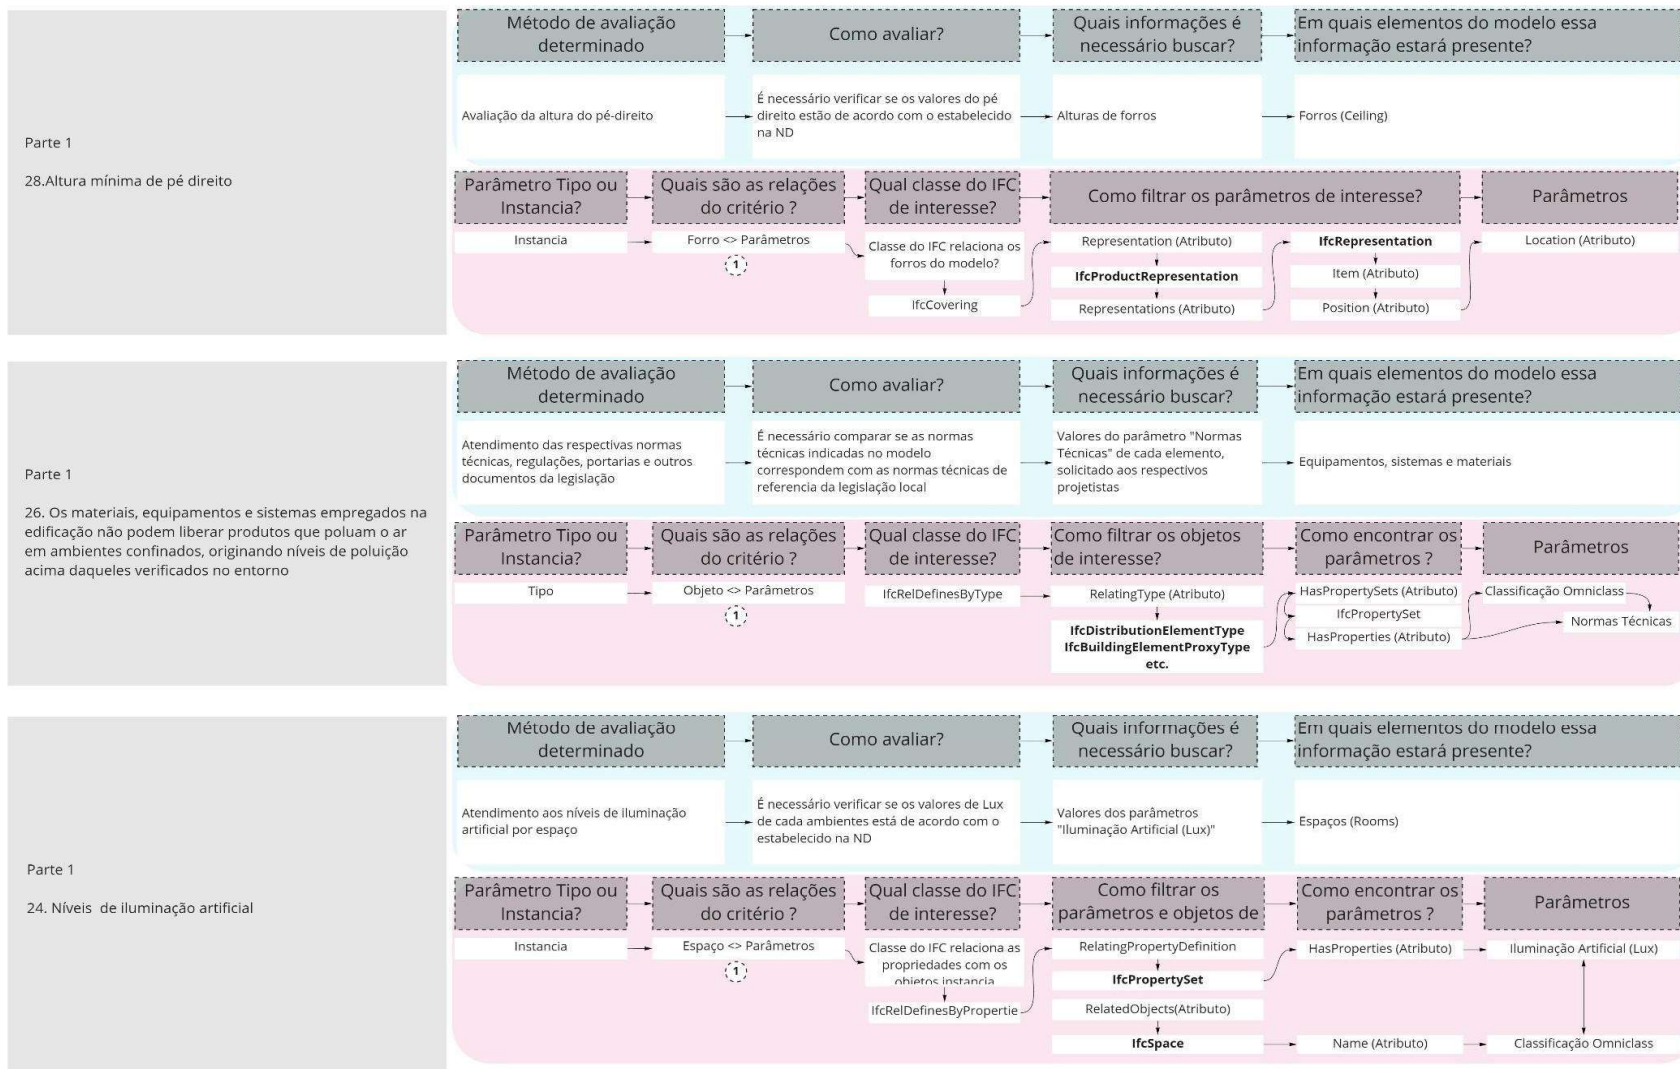 Parte 1
28.Altura mínima de pé direito
Método de avaliação
determinado
Como avaliar?
Quais informações é
necessário buscar?
Em quais elementos do modelo essa
informação estará presente?
Avaliação da altura do pé-direito
É necessário verificar se os valores do pé
direito estão de acordo com o estabelecido
na ND
Alturas de forros
Forros (Ceiling)
Parâmetro Tipo ou
Instancia?
Quais são as relações
do critério ?
Qual classe do IFC
de interesse?
Como filtrar os parâmetros de interesse?
Parâmetros
Instancia
Forro <> Parâmetros
1
Classe do IFC relaciona os
forros do modelo?
IfcCovering
Representation (Atributo)
IfcProductRepresentation
Representations (Atributo)
IfcRepresentation
Item (Atributo)
Position (Atributo)
Location (Atributo)
Parte 1
26. Os materiais, equipamentos e sistemas empregados na
edificação não podem liberar produtos que poluam o ar
em ambientes confinados, originando níveis de poluição
acima daqueles verificados no entorno
Método de avaliação
determinado
Como avaliar?
Quais informações é
necessário buscar?
Em quais elementos do modelo essa
informação estará presente?
Atendimento das respectivas normas
técnicas, regulações, portarias e outros
documentos da legislação
É necessário comparar se as normas
técnicas indicadas no modelo
correspondem com as normas técnicas de
referencia da legislação local
Valores do parâmetro "Normas
Técnicas" de cada elemento,
solicitado aos respectivos
projetistas
Equipamentos, sistemas e materiais
Parâmetro Tipo ou
Instancia?
Quais são as relações
do critério ?
Qual classe do IFC
de interesse?
Como filtrar os objetos
de interesse?
Como encontrar os
parâmetros ?
Parâmetros
Tipo
Objeto <> Parâmetros
1
IfcRelDefinesByType
RelatingType (Atributo)
IfcDistributionElementType
IfcBuildingElementProxyType
etc.
HasPropertySets (Atributo)
IfcPropertySet
HasProperties (Atributo)
Classificação Omniclass
Normas Técnicas
Parte 1
24. Níveis de iluminação artificial
Método de avaliação
determinado
Como avaliar?
Quais informações é
necessário buscar?
Em quais elementos do modelo essa
informação estará presente?
Atendimento aos níveis de iluminação
artificial por espaço
É necessário verificar se os valores de Lux
de cada ambientes está de acordo com o
estabelecido na ND
Valores dos parâmetros
"Iluminação Artificial (Lux)"
Espaços (Rooms)
Parâmetro Tipo ou
Instancia?
Quais são as relações
do critério ?
Qual classe do IFC
de interesse?
Como filtrar os
parâmetros e objetos de
Como encontrar os
parâmetros ?
Parâmetros
Instancia
Espaço <> Parâmetros
1
Classe do IFC relaciona as
propriedades com os
objetos instancia
IfcRelDefinesByPropertie
RelatingPropertyDefinition
IfcPropertySet
RelatedObjects(Atributo)
IfcSpace
HasProperties (Atributo)
Name (Atributo)
Iluminação Artificial (Lux)
Classificação Omniclass